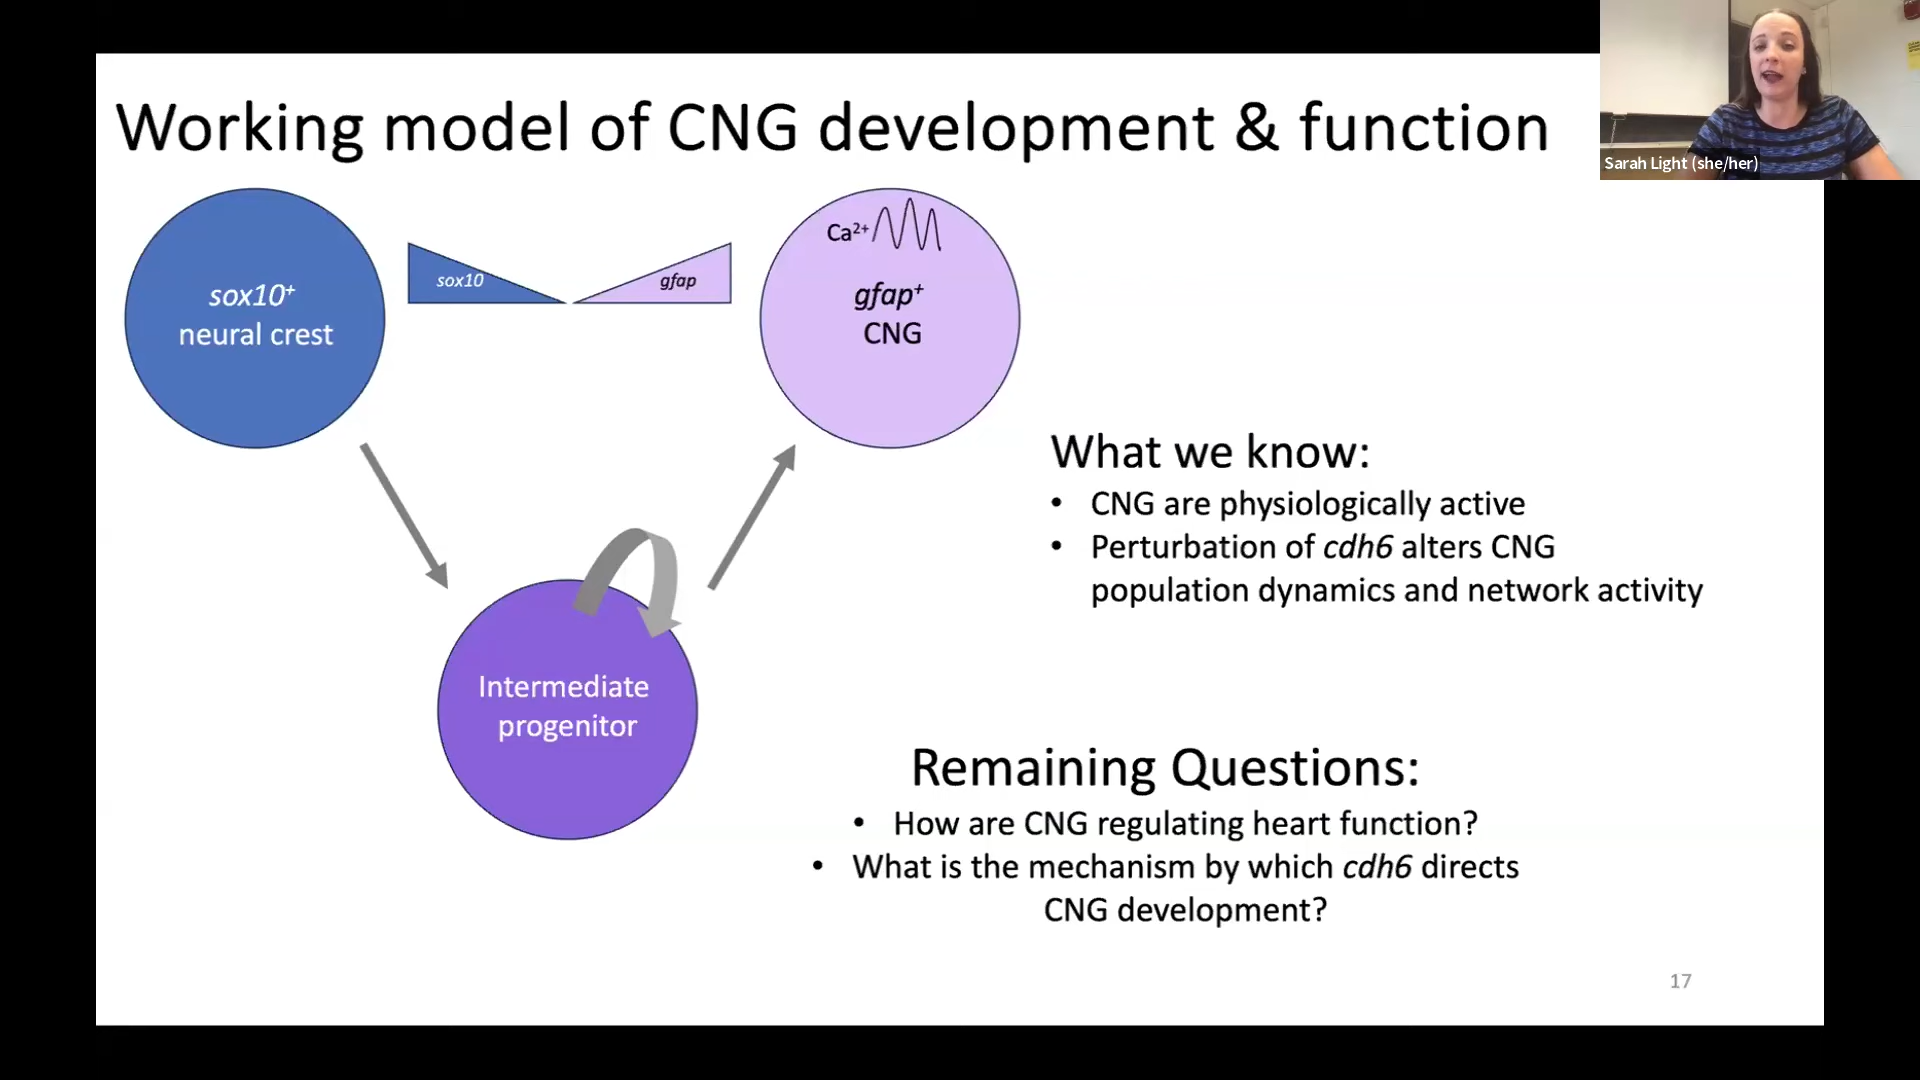 Working model of CNG development & function
Sarah Light (she/her)
sox10⁺
neural crest
sox10
gfap
Ca²⁺
gfap⁺
CNG
Intermediate
progenitor
What we know:
• CNG are physiologically active
• Perturbation of cdh6 alters CNG
population dynamics and network activity
Remaining Questions:
• How are CNG regulating heart function?
• What is the mechanism by which cdh6 directs
CNG development?
17